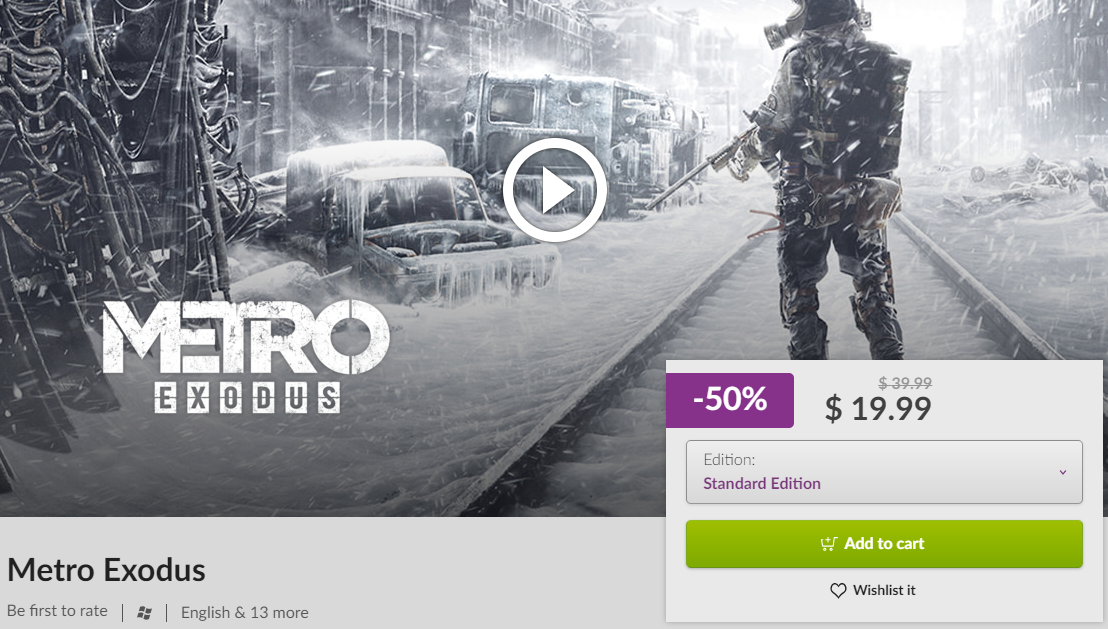 METRO
EXODUS
-50%
$ 39.99
$ 19.99
Edition:
Standard Edition
Add to cart
Wishlist it
Metro Exodus
Be first to rate
English & 13 more